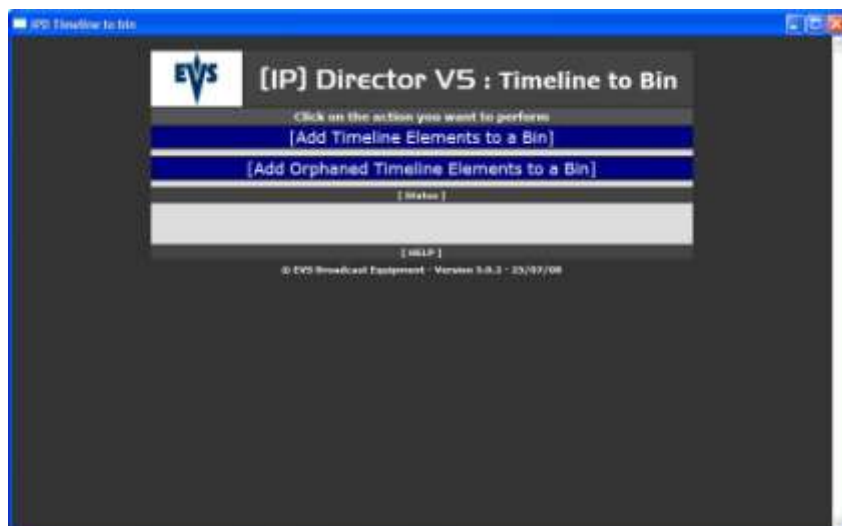 IPD Timeline to bin
EVS
[IP] Director V5 : Timeline to Bin
Click on the action you want to perform
[Add Timeline Elements to a Bin]
[Add Orphaned Timeline Elements to a Bin]
[ Status ]
[ HELP ]
© EVS Broadcast Equipment - Version 5.0.2 - 25/07/08